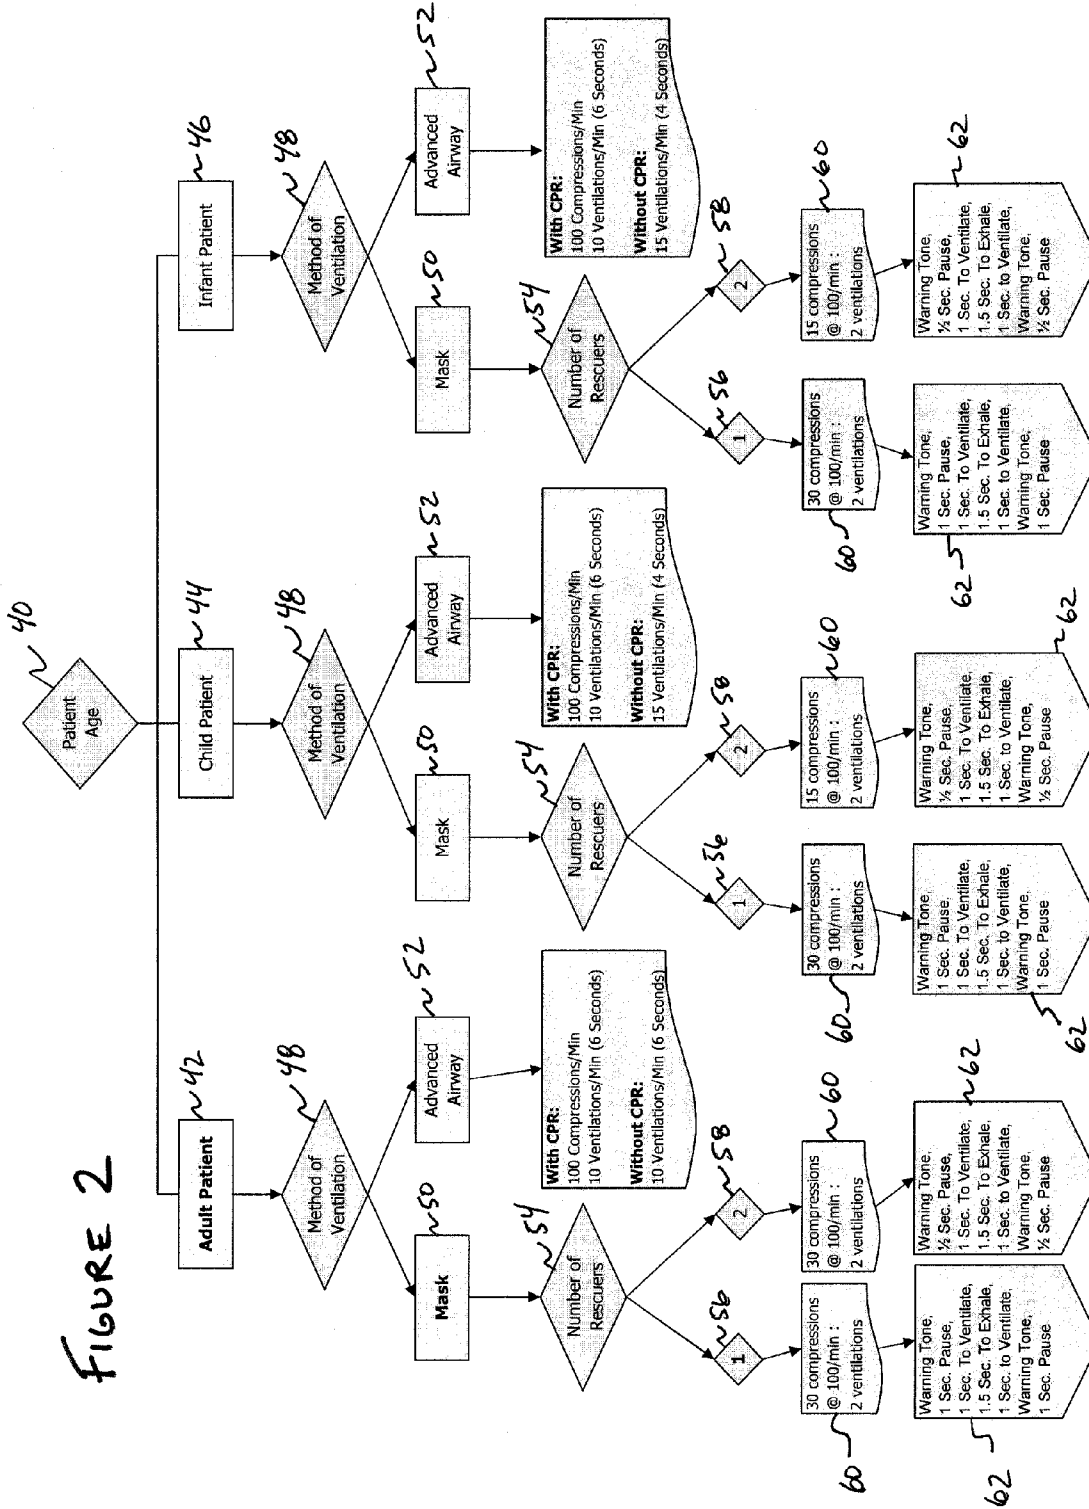 FIGURE 2
Patient
Age
40
Adult Patient
42
Child Patient
44
Infant Patient
46
Method of
Ventilation
48
Method of
Ventilation
48
Method of
Ventilation
48
Mask
50
Advanced
Airway
52
Mask
50
Advanced
Airway
52
Mask
50
Advanced
Airway
52
Number of
Rescuers
54
With CPR:
100 Compressions/Min
10 Ventilations/Min (6 Seconds)
Without CPR:
10 Ventilations/Min (6 Seconds)
Number of
Rescuers
54
With CPR:
100 Compressions/Min
10 Ventilations/Min (6 Seconds)
Without CPR:
15 Ventilations/Min (4 Seconds)
Number of
Rescuers
54
With CPR:
100 Compressions/Min
10 Ventilations/Min (6 Seconds)
Without CPR:
15 Ventilations/Min (4 Seconds)
1
56
2
58
1
56
2
58
1
56
2
58
60
30 compressions
@ 100/min :
2 ventilations
30 compressions
@ 100/min :
2 ventilations
60
60
30 compressions
@ 100/min :
2 ventilations
15 compressions
@ 100/min :
2 ventilations
60
60
30 compressions
@ 100/min :
2 ventilations
15 compressions
@ 100/min :
2 ventilations
60
62
Warning Tone,
1 Sec. Pause,
1 Sec. To Ventilate,
1.5 Sec. To Exhale,
1 Sec. to Ventilate,
Warning Tone,
1 Sec. Pause
Warning Tone,
½ Sec. Pause,
1 Sec. To Ventilate,
1.5 Sec. To Exhale,
1 Sec. to Ventilate,
Warning Tone,
½ Sec. Pause
62
62
Warning Tone,
1 Sec. Pause,
1 Sec. To Ventilate,
1.5 Sec. To Exhale,
1 Sec. to Ventilate,
Warning Tone,
1 Sec. Pause
Warning Tone,
½ Sec. Pause,
1 Sec. To Ventilate,
1.5 Sec. To Exhale,
1 Sec. to Ventilate,
Warning Tone,
½ Sec. Pause
62
62
Warning Tone,
1 Sec. Pause,
1 Sec. To Ventilate,
1.5 Sec. To Exhale,
1 Sec. to Ventilate,
Warning Tone,
1 Sec. Pause
Warning Tone,
½ Sec. Pause,
1 Sec. To Ventilate,
1.5 Sec. To Exhale,
1 Sec. to Ventilate,
Warning Tone,
½ Sec. Pause
62